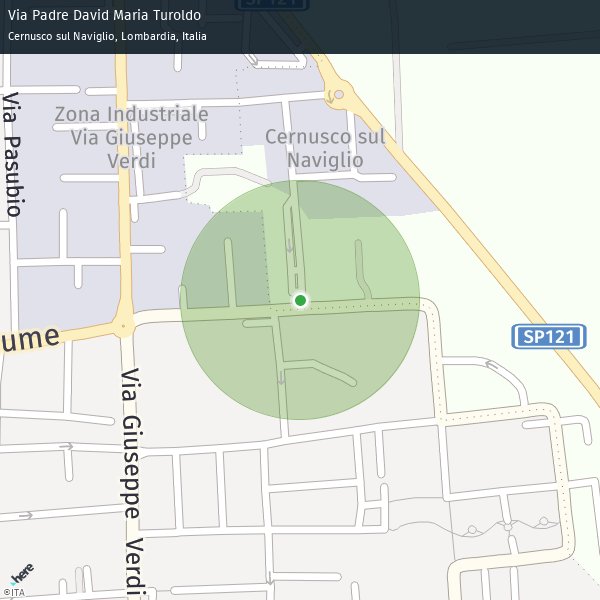 Via Padre David Maria Turoldo
Cernusco sul Naviglio, Lombardia, Italia
SP121
Zona Industriale
Via Giuseppe
Verdi
Cernusco sul
Naviglio
Via Pasubio
SP121
ume
Via Giuseppe Verdi
here
©ITA